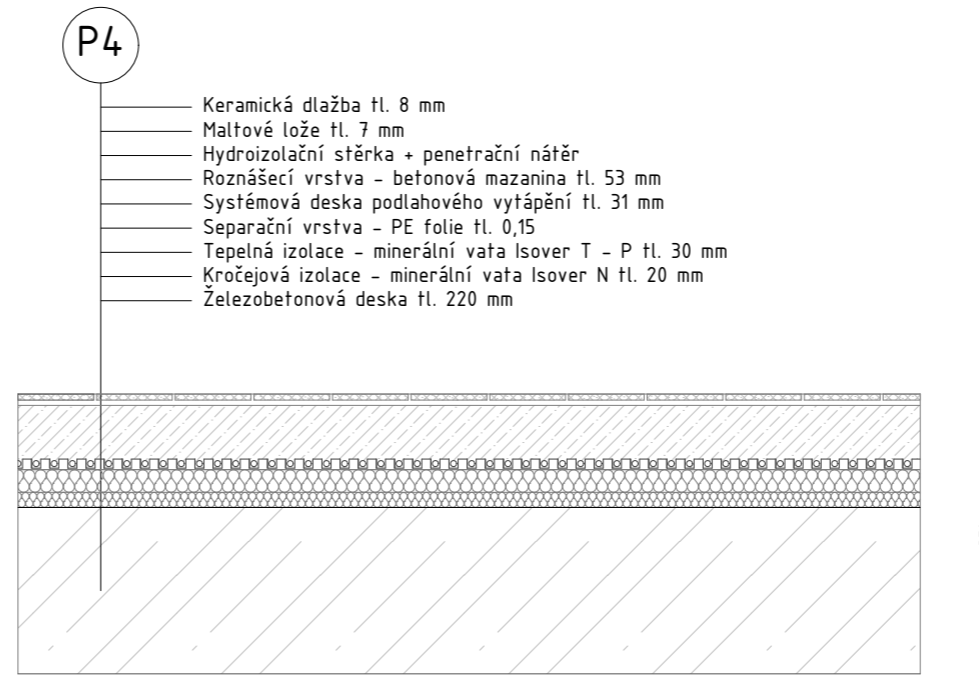 P4
Keramická dlažba tl. 8 mm
Maltové lože tl. 7 mm
Hydroizolační stěrka + penetrační nátěr
Roznášecí vrstva - betonová mazanina tl. 53 mm
Systémová deska podlahového vytápění tl. 31 mm
Separační vrstva - PE folie tl. 0,15
Tepelná izolace - minerální vata Isover T - P tl. 30 mm
Kročejová izolace - minerální vata Isover N tl. 20 mm
Železobetonová deska tl. 220 mm